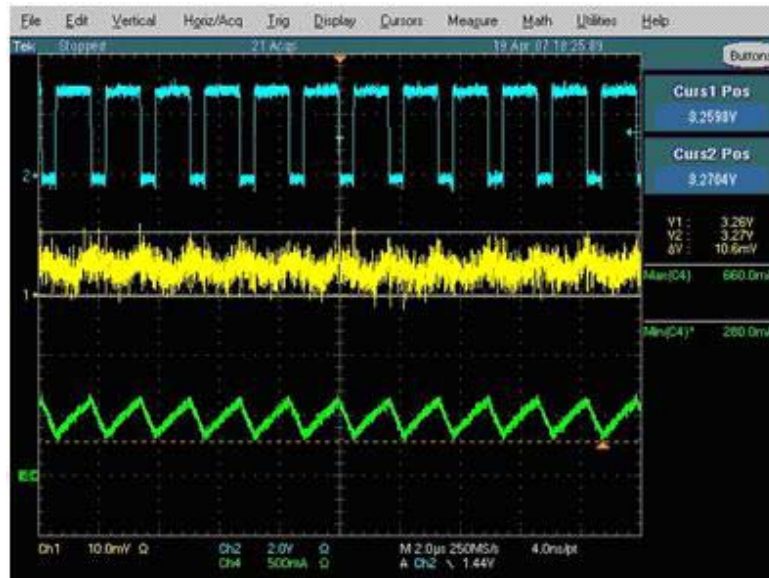 File Edit Vertical Horiz/Acq Trig Display Cursors Measure Math Utilities Help
Tek Stopped 21 Acqs 19 Apr 07 18:25:89
Buttons
Curs1 Pos
3.2598V
Curs2 Pos
3.2704V
V1: 3.26V
V2: 3.27V
δV: 10.6mV
Max(C4) 660.0m
Min(C4)* 280.0m
2
1
Ch1 10.0mV Ω Ch2 2.0V Ω M 2.0µs 250MS/s 4.0ns/pt
Ch4 500mA Ω A Ch2 \ 1.44V